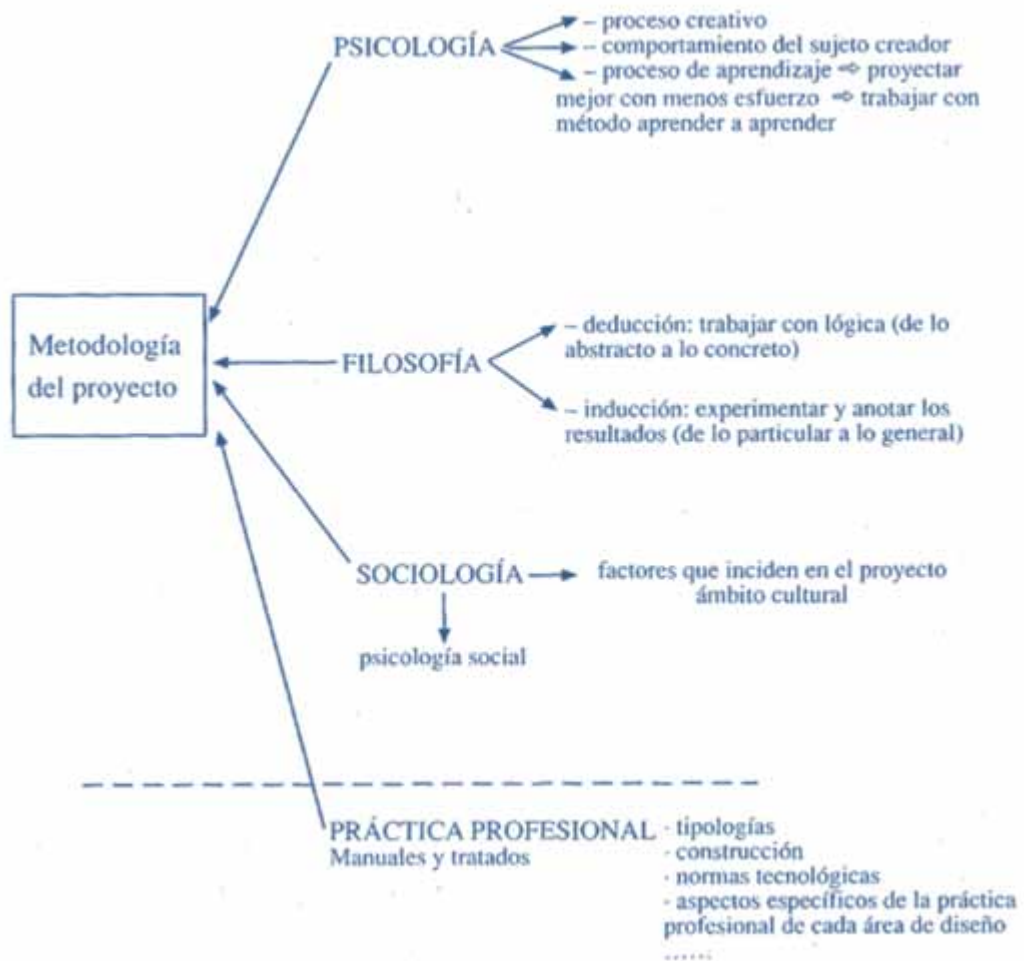 PSICOLOGÍA
– proceso creativo
– comportamiento del sujeto creador
– proceso de aprendizaje ⇨ proyectar
mejor con menos esfuerzo ⇨ trabajar con
método aprender a aprender
Metodología
del proyecto
FILOSOFÍA
– deducción: trabajar con lógica (de lo
abstracto a lo concreto)
– inducción: experimentar y anotar los
resultados (de lo particular a lo general)
SOCIOLOGÍA
factores que inciden en el proyecto
ámbito cultural
psicología social
PRÁCTICA PROFESIONAL
Manuales y tratados
· tipologías
· construcción
· normas tecnológicas
· aspectos específicos de la práctica
profesional de cada área de diseño
......